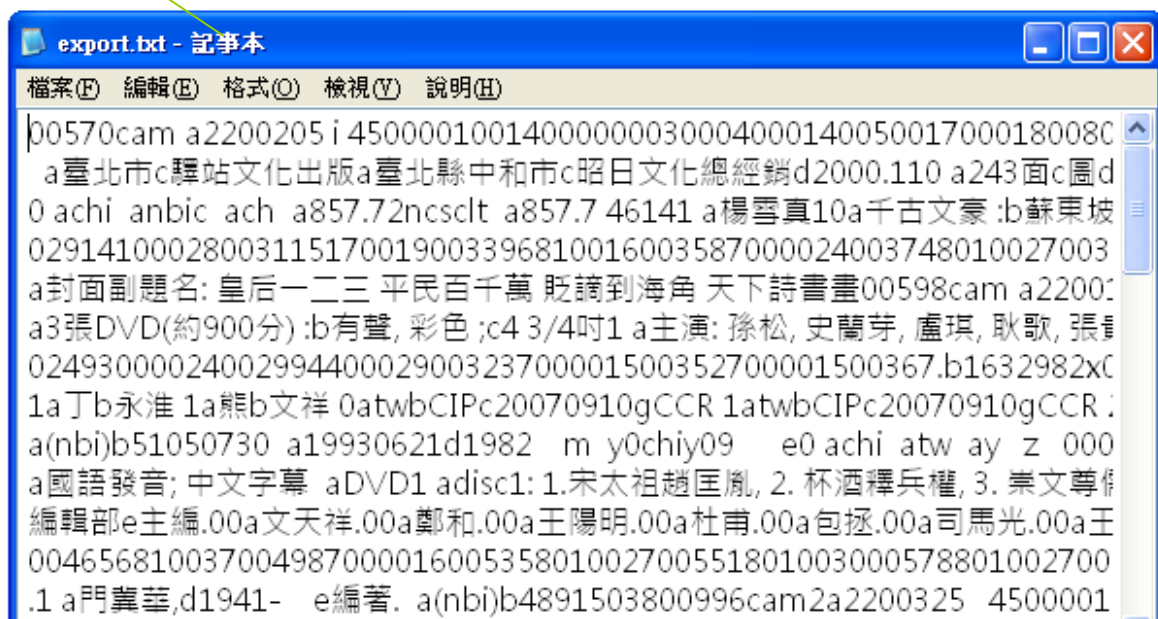 export.txt - 記事本
檔案(F) 編輯(E) 格式(O) 檢視(V) 說明(H)
00570cam a2200205 i 4500001001400000003000400014005001700018008
a臺北市c驛站文化出版a臺北縣中和市c昭日文化總經銷d2000.110 a243面c圖d
0 achi anbic ach a857.72ncsclt a857.7 46141 a楊雪真10a千古文豪 :b蘇東坡
02914100028003115170019003396810016003587000024003748010027003
a封面副題名: 皇后一二三 平民百千萬 貶謫到海角 天下詩書畫00598cam a2200
a3張DVD(約900分) :b有聲, 彩色 ;c4 3/4吋1 a主演: 孫松, 史蘭芽, 盧琪, 耿歌, 張
0249300002400299440002900323700001500352700001500367.b1632982x
1a丁b永淮 1a熊b文祥 0atwbCIPc20070910gCCR 1atwbCIPc20070910gCCR
a(nbi)b51050730 a19930621d1982 m y0chiy09 e0 achi atw ay z 000
a國語發音; 中文字幕 aDVD1 adisc1: 1.宋太祖趙匡胤, 2. 杯酒釋兵權, 3. 崇文尊
編輯部e主編.00a文天祥.00a鄭和.00a王陽明.00a杜甫.00a包拯.00a司馬光.00a王
00465681003700498700001600535801002700551801003000578801002700
.1 a門冀華,d1941- e編著. a(nbi)b4891503800996cam2a2200325 4500001